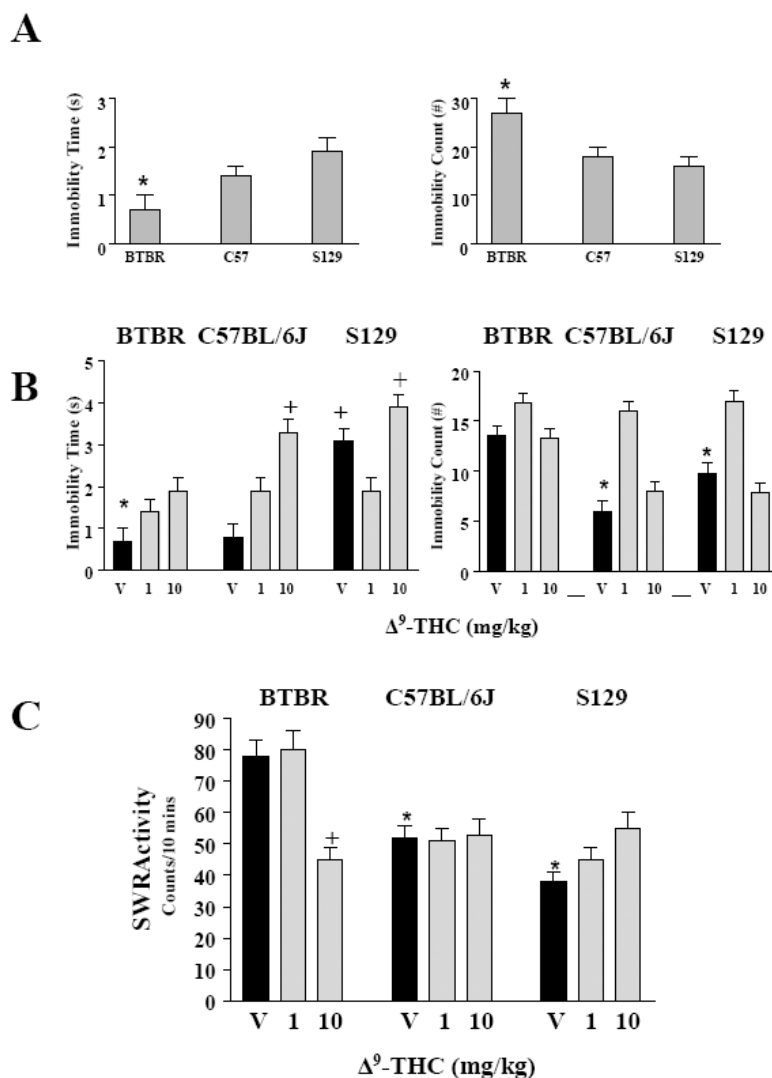 A
Immobility Time (s)
3
2
1
0
*
BTBR
C57
S129
Immobility Count (#)
30
20
10
0
*
BTBR
C57
S129
B
BTBR C57BL/6J S129
Immobility Time (s)
5
4
3
2
1
0
*
+
+
+
V 1 10 V 1 10 V 1 10
BTBR C57BL/6J S129
Immobility Count (#)
20
15
10
5
0
*
*
V 1 10 __ V 1 10 __ V 1 10
Δ⁹-THC (mg/kg)
C
BTBR C57BL/6J S129
SWRActivity
Counts/10 mins
90
80
70
60
50
40
30
20
10
0
+
*
*
V 1 10 V 1 10 V 1 10
Δ⁹-THC (mg/kg)